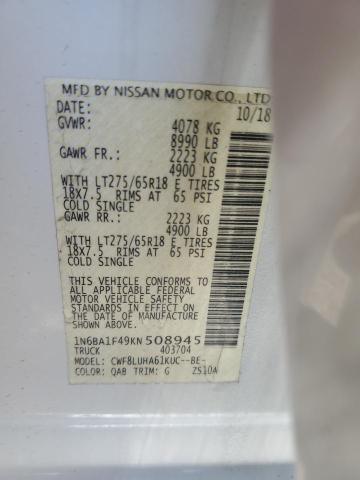 MFD BY NISSAN MOTOR CO., LTD
DATE: 10/18
GVWR: 4078 KG
8990 LB
GAWR FR.: 2223 KG
4900 LB
WITH LT275/65R18 E TIRES
18X7.5 RIMS AT 65 PSI
COLD SINGLE
GAWR RR.: 2223 KG
4900 LB
WITH LT275/65R18 E TIRES
18X7.5 RIMS AT 65 PSI
COLD SINGLE
THIS VEHICLE CONFORMS TO
ALL APPLICABLE FEDERAL
MOTOR VEHICLE SAFETY
STANDARDS IN EFFECT ON
THE DATE OF MANUFACTURE
SHOWN ABOVE.
1N6BA1F49KN508945
TRUCK 403704
MODEL: CWF8LUHA61KUC--BE-
COLOR: QAB TRIM: G ZS10A